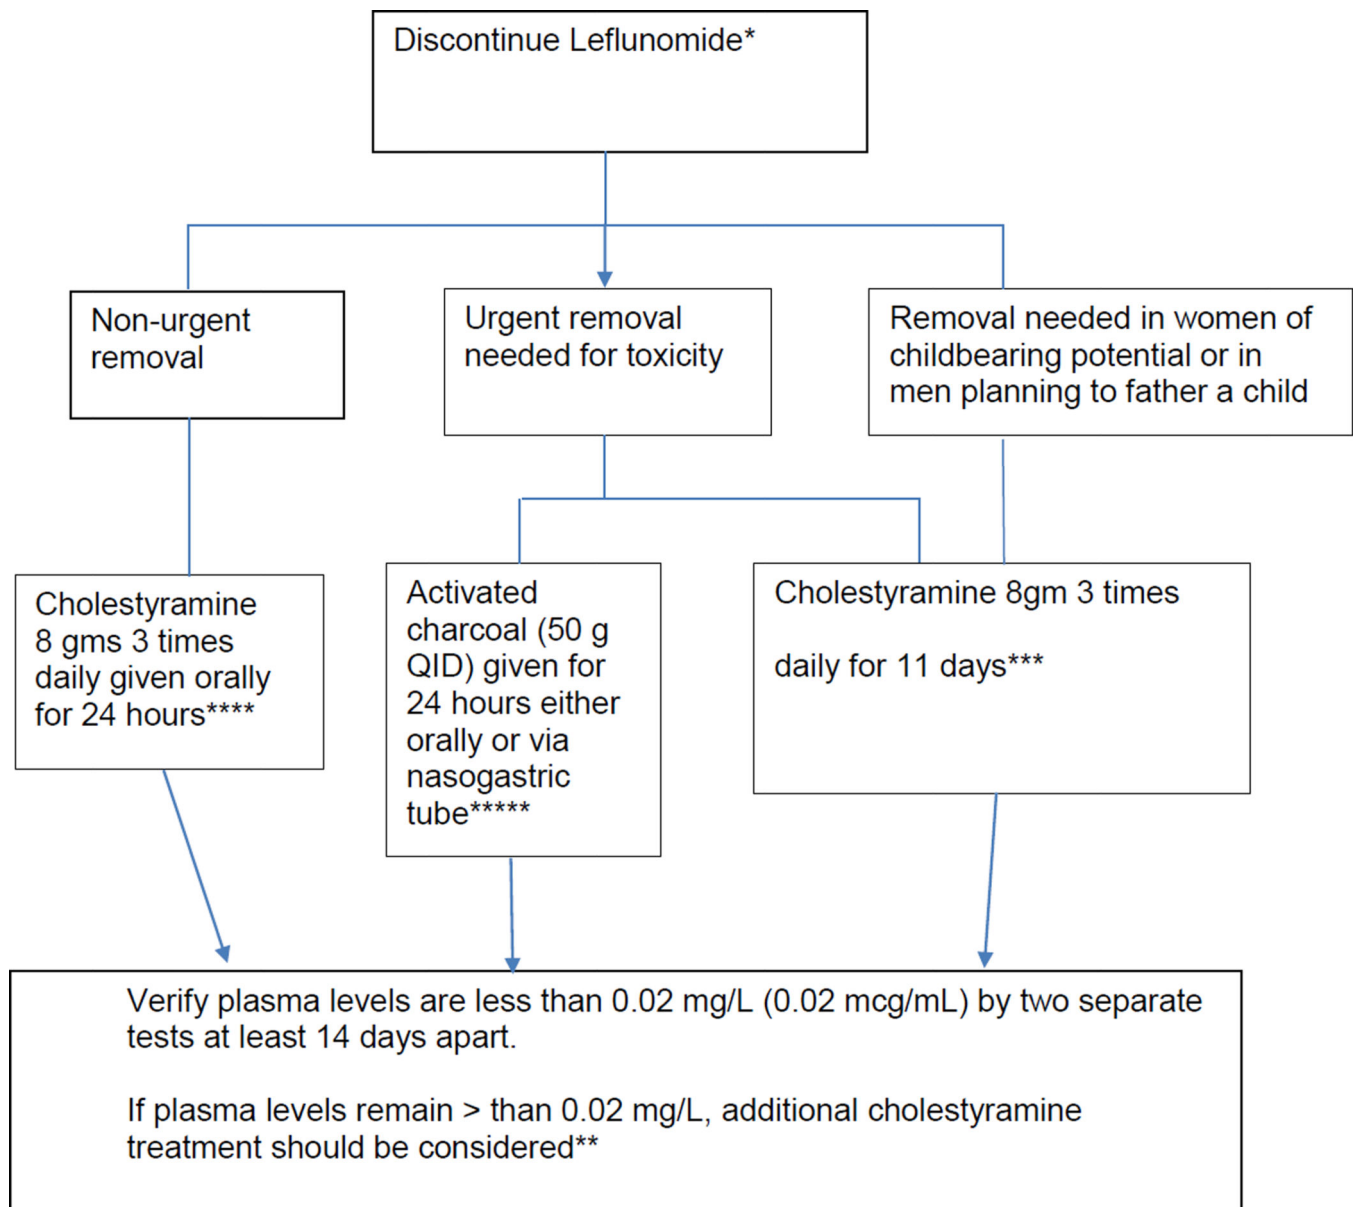 Discontinue Leflunomide*
Non-urgent
removal
Urgent removal
needed for toxicity
Removal needed in women of
childbearing potential or in
men planning to father a child
Cholestyramine
8 gms 3 times
daily given orally
for 24 hours****
Activated
charcoal (50 g
QID) given for
24 hours either
orally or via
nasogastric
tube*****
Cholestyramine 8gm 3 times
daily for 11 days***
Verify plasma levels are less than 0.02 mg/L (0.02 mcg/mL) by two separate
tests at least 14 days apart.
If plasma levels remain > than 0.02 mg/L, additional cholestyramine
treatment should be considered**